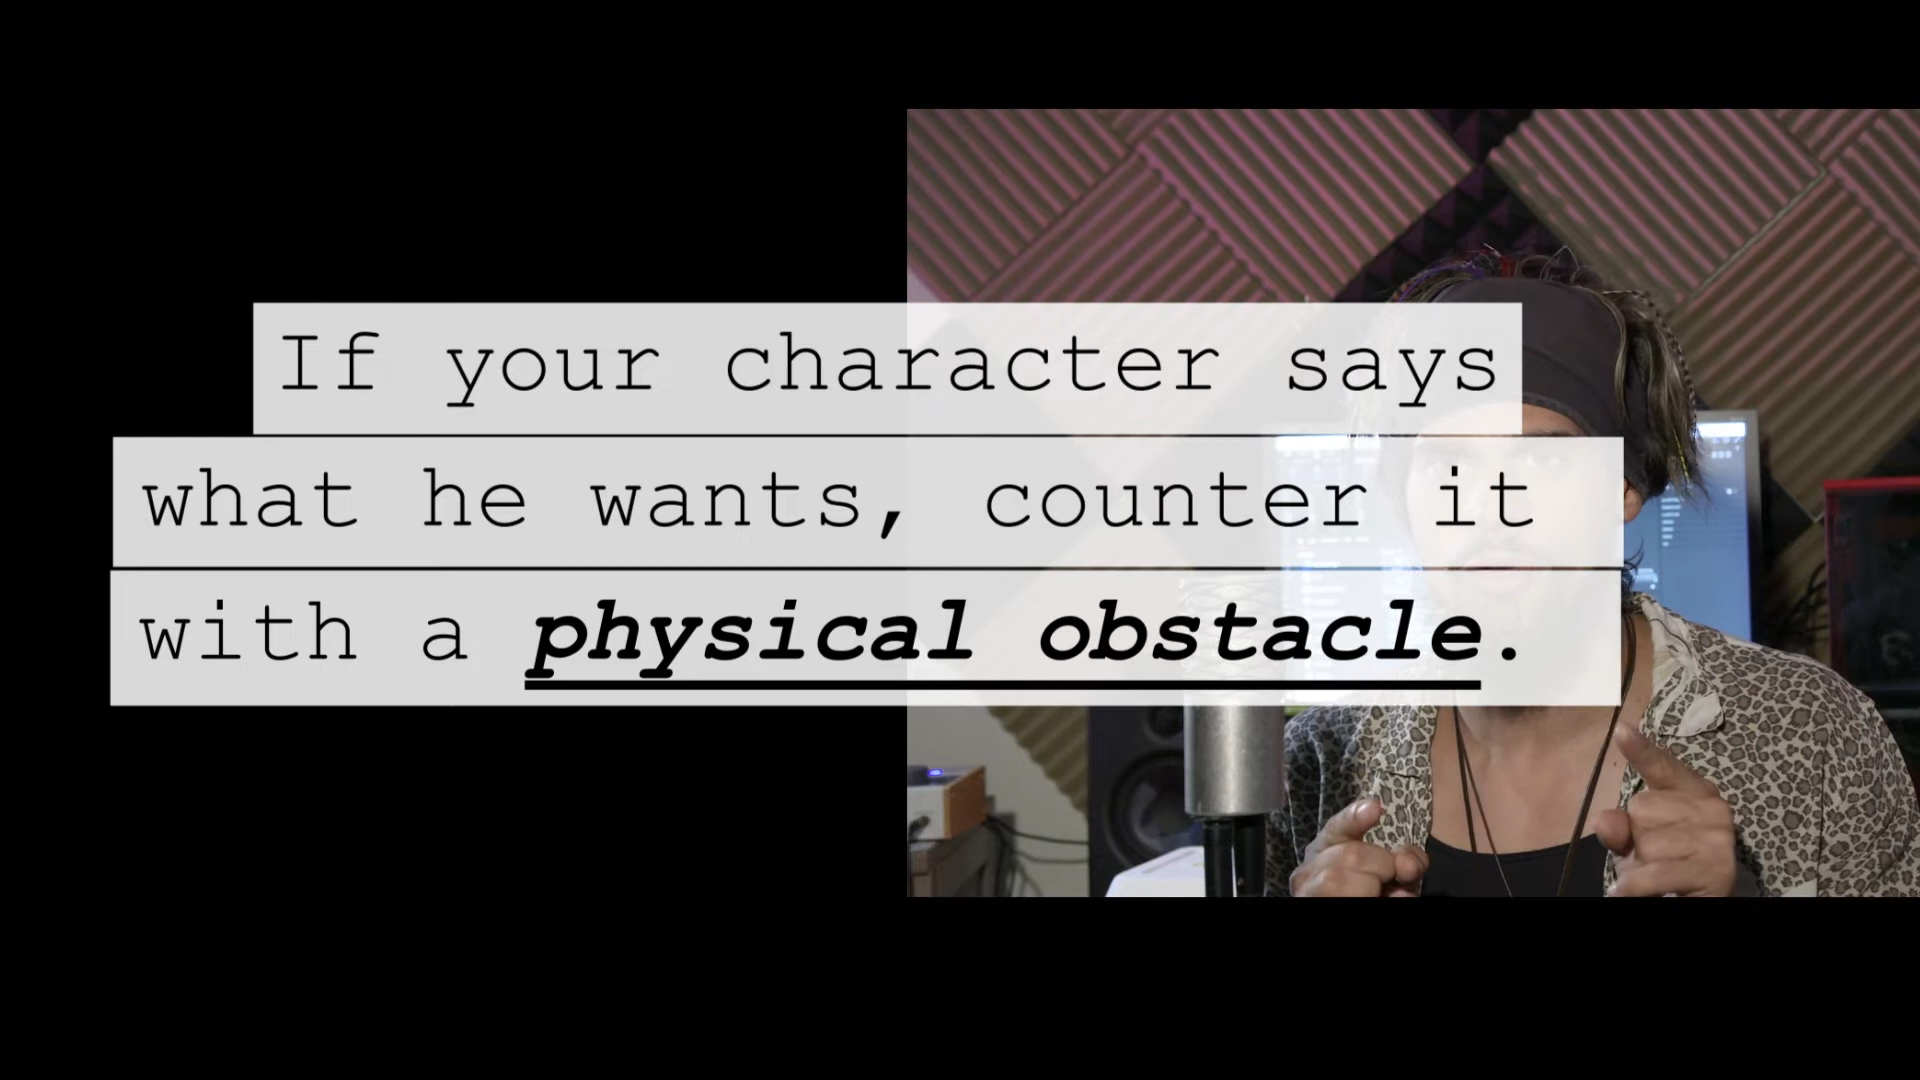 If your character says
what he wants, counter it
with a physical obstacle.